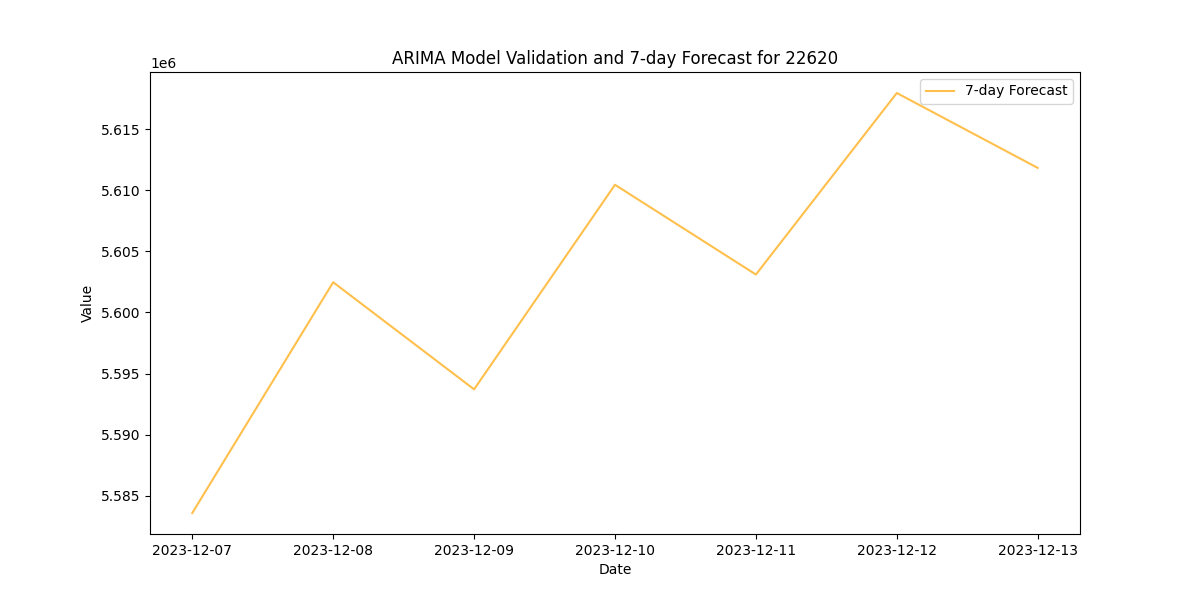 ARIMA Model Validation and 7-day Forecast for 22620
1e6
7-day Forecast
5.615
5.610
5.605
5.600
5.595
5.590
5.585
Value
2023-12-07 2023-12-08 2023-12-09 2023-12-10 2023-12-11 2023-12-12 2023-12-13
Date